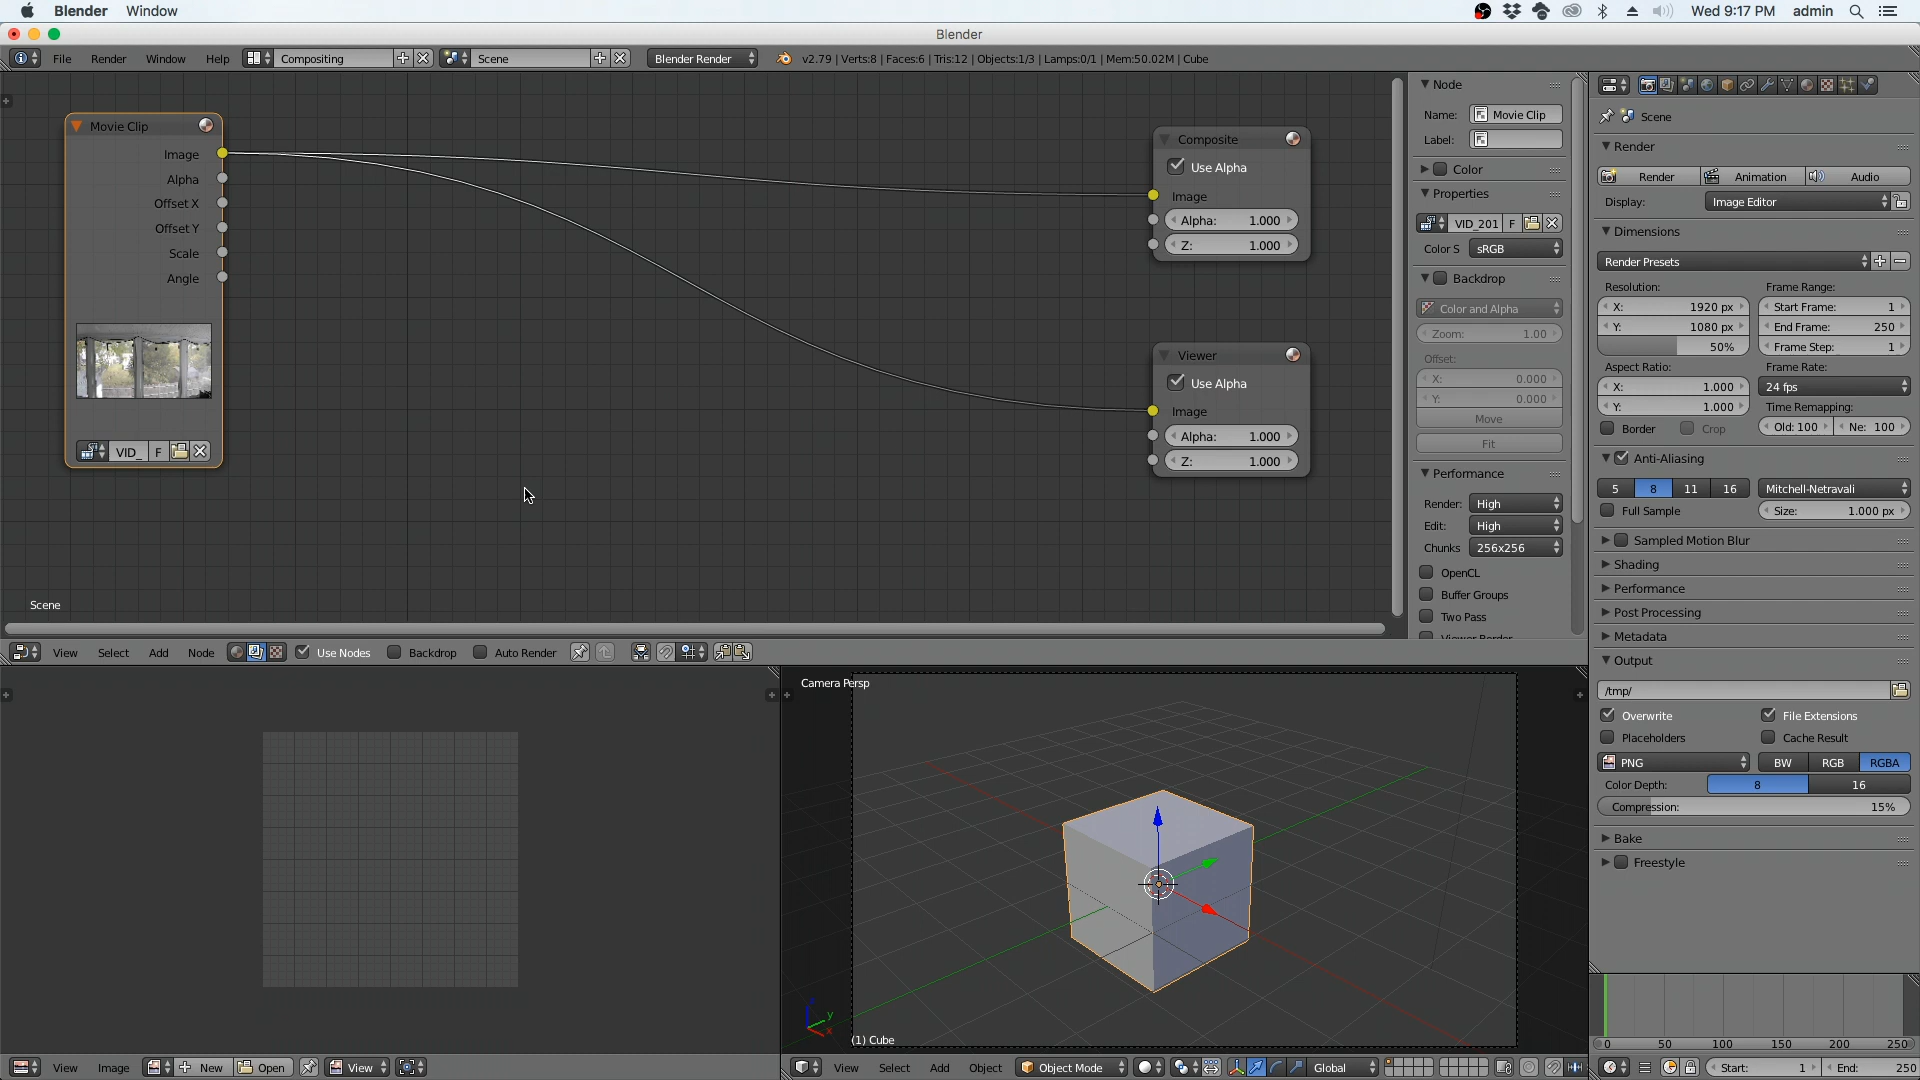 Blender Window Wed 9:17 PM admin
Blender
File Render Window Help Compositing Scene Blender Render v2.79 | Verts:8 | Faces:6 | Tris:12 | Objects:1/3 | Lamps:0/1 | Mem:50.02M | Cube
Movie Clip
Image
Alpha
Offset X
Offset Y
Scale
Angle
VID_ F
Composite
Use Alpha
Image
Alpha: 1.000
Z: 1.000
Viewer
Use Alpha
Image
Alpha: 1.000
Z: 1.000
Scene
Node
Name: Movie Clip
Label:
Color
Properties
VID_201 F
Color S sRGB
Backdrop
Color and Alpha
Zoom: 1.00
Offset:
X: 0.000
Y: 0.000
Move
Fit
Performance
Render: High
Edit: High
Chunks 256x256
OpenCL
Buffer Groups
Two Pass
Viewer Border
View Select Add Node Use Nodes Backdrop Auto Render
Scene
Render
Render Animation Audio
Display: Image Editor
Dimensions
Render Presets
Resolution: Frame Range:
X: 1920 px Start Frame: 1
Y: 1080 px End Frame: 250
50% Frame Step: 1
Aspect Ratio: Frame Rate:
X: 1.000 24 fps
Y: 1.000 Time Remapping:
Border Crop Old: 100 Ne: 100
Anti-Aliasing
5 8 11 16 Mitchell-Netravali
Full Sample Size: 1.000 px
Sampled Motion Blur
Shading
Performance
Post Processing
Metadata
Output
/tmp/
Overwrite File Extensions
Placeholders Cache Result
PNG BW RGB RGBA
Color Depth: 8 16
Compression: 15%
Bake
Freestyle
Camera Persp
z
y
x
(1) Cube
0 50 100 150 200 250
View Image New Open View
View Select Add Object Object Mode Global
Start: 1 End: 250